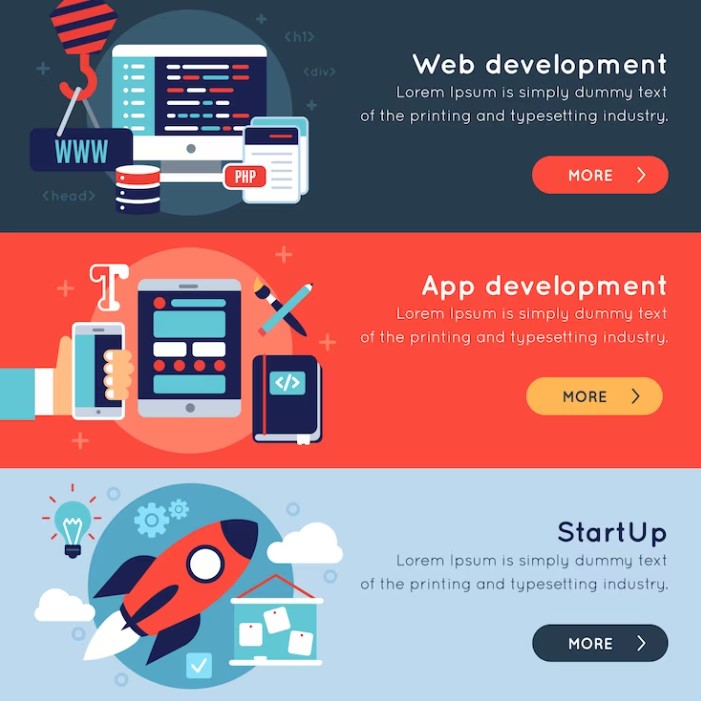 <h1>
<div>
WWW
PHP
<head>
Web development
Lorem Ipsum is simply dummy text
of the printing and typesetting industry.
MORE
T
</>
App development
Lorem Ipsum is simply dummy text
of the printing and typesetting industry.
MORE
StartUp
Lorem Ipsum is simply dummy text
of the printing and typesetting industry.
MORE